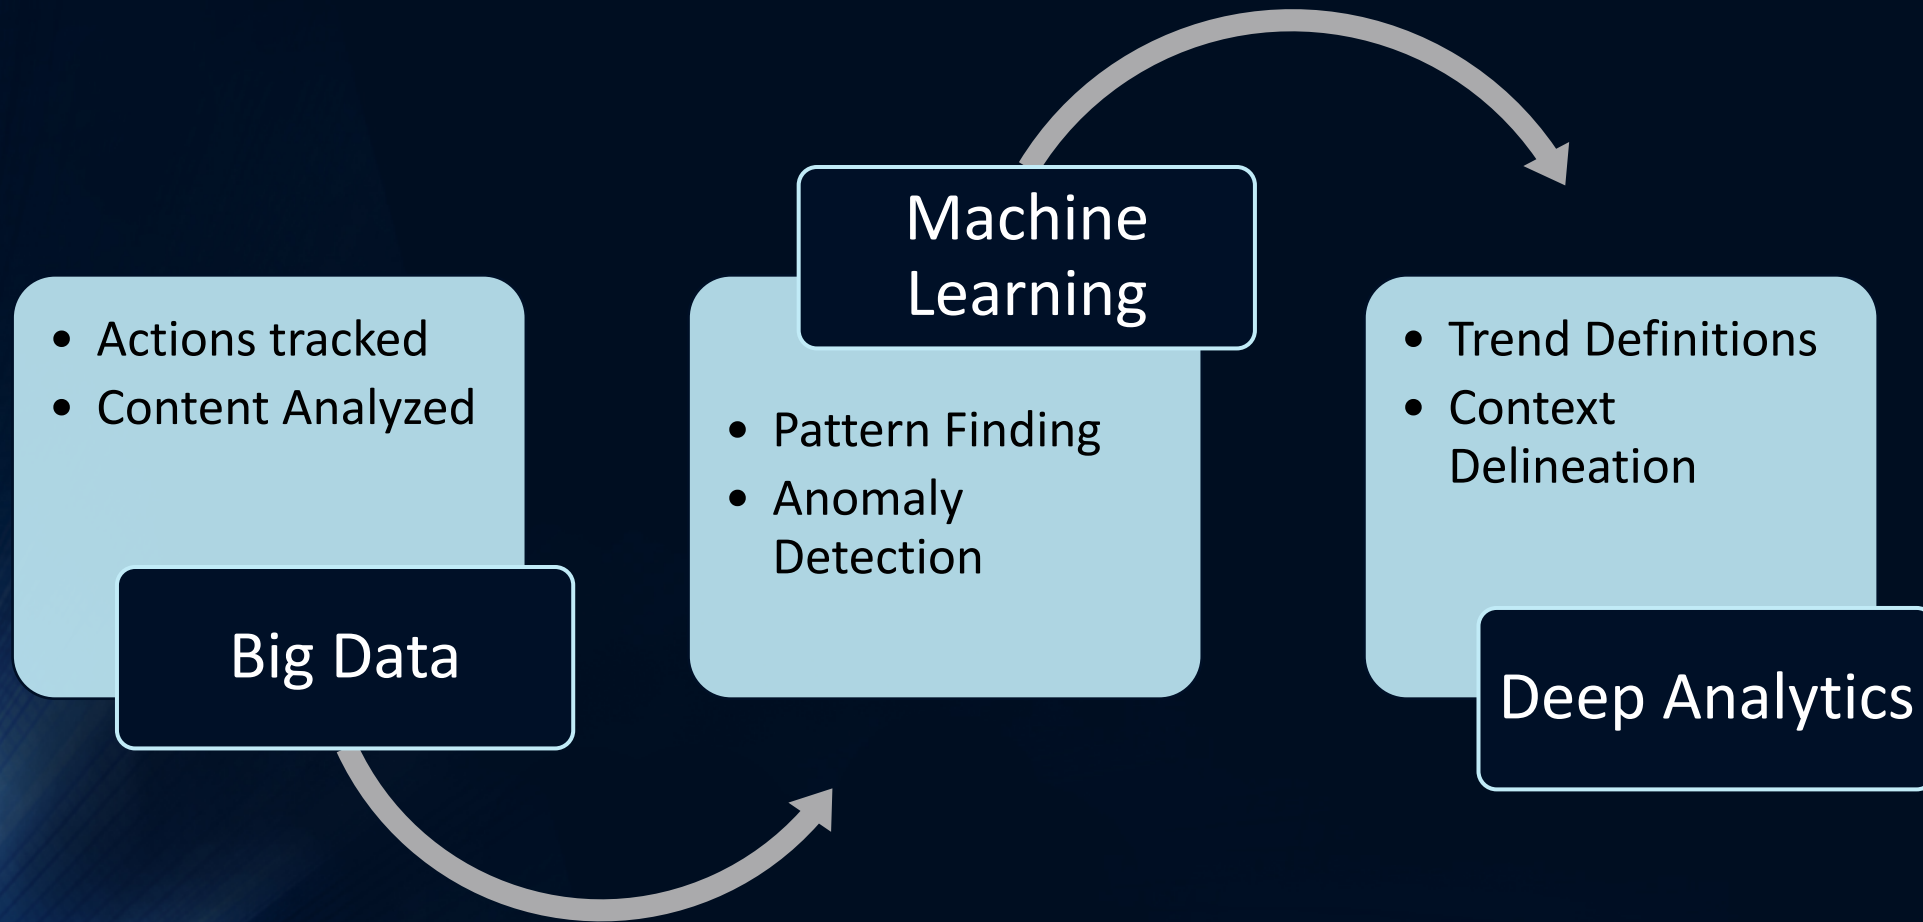 • Actions tracked
• Content Analyzed
Big Data
Machine
Learning
• Pattern Finding
• Anomaly
Detection
• Trend Definitions
• Context
Delineation
Deep Analytics